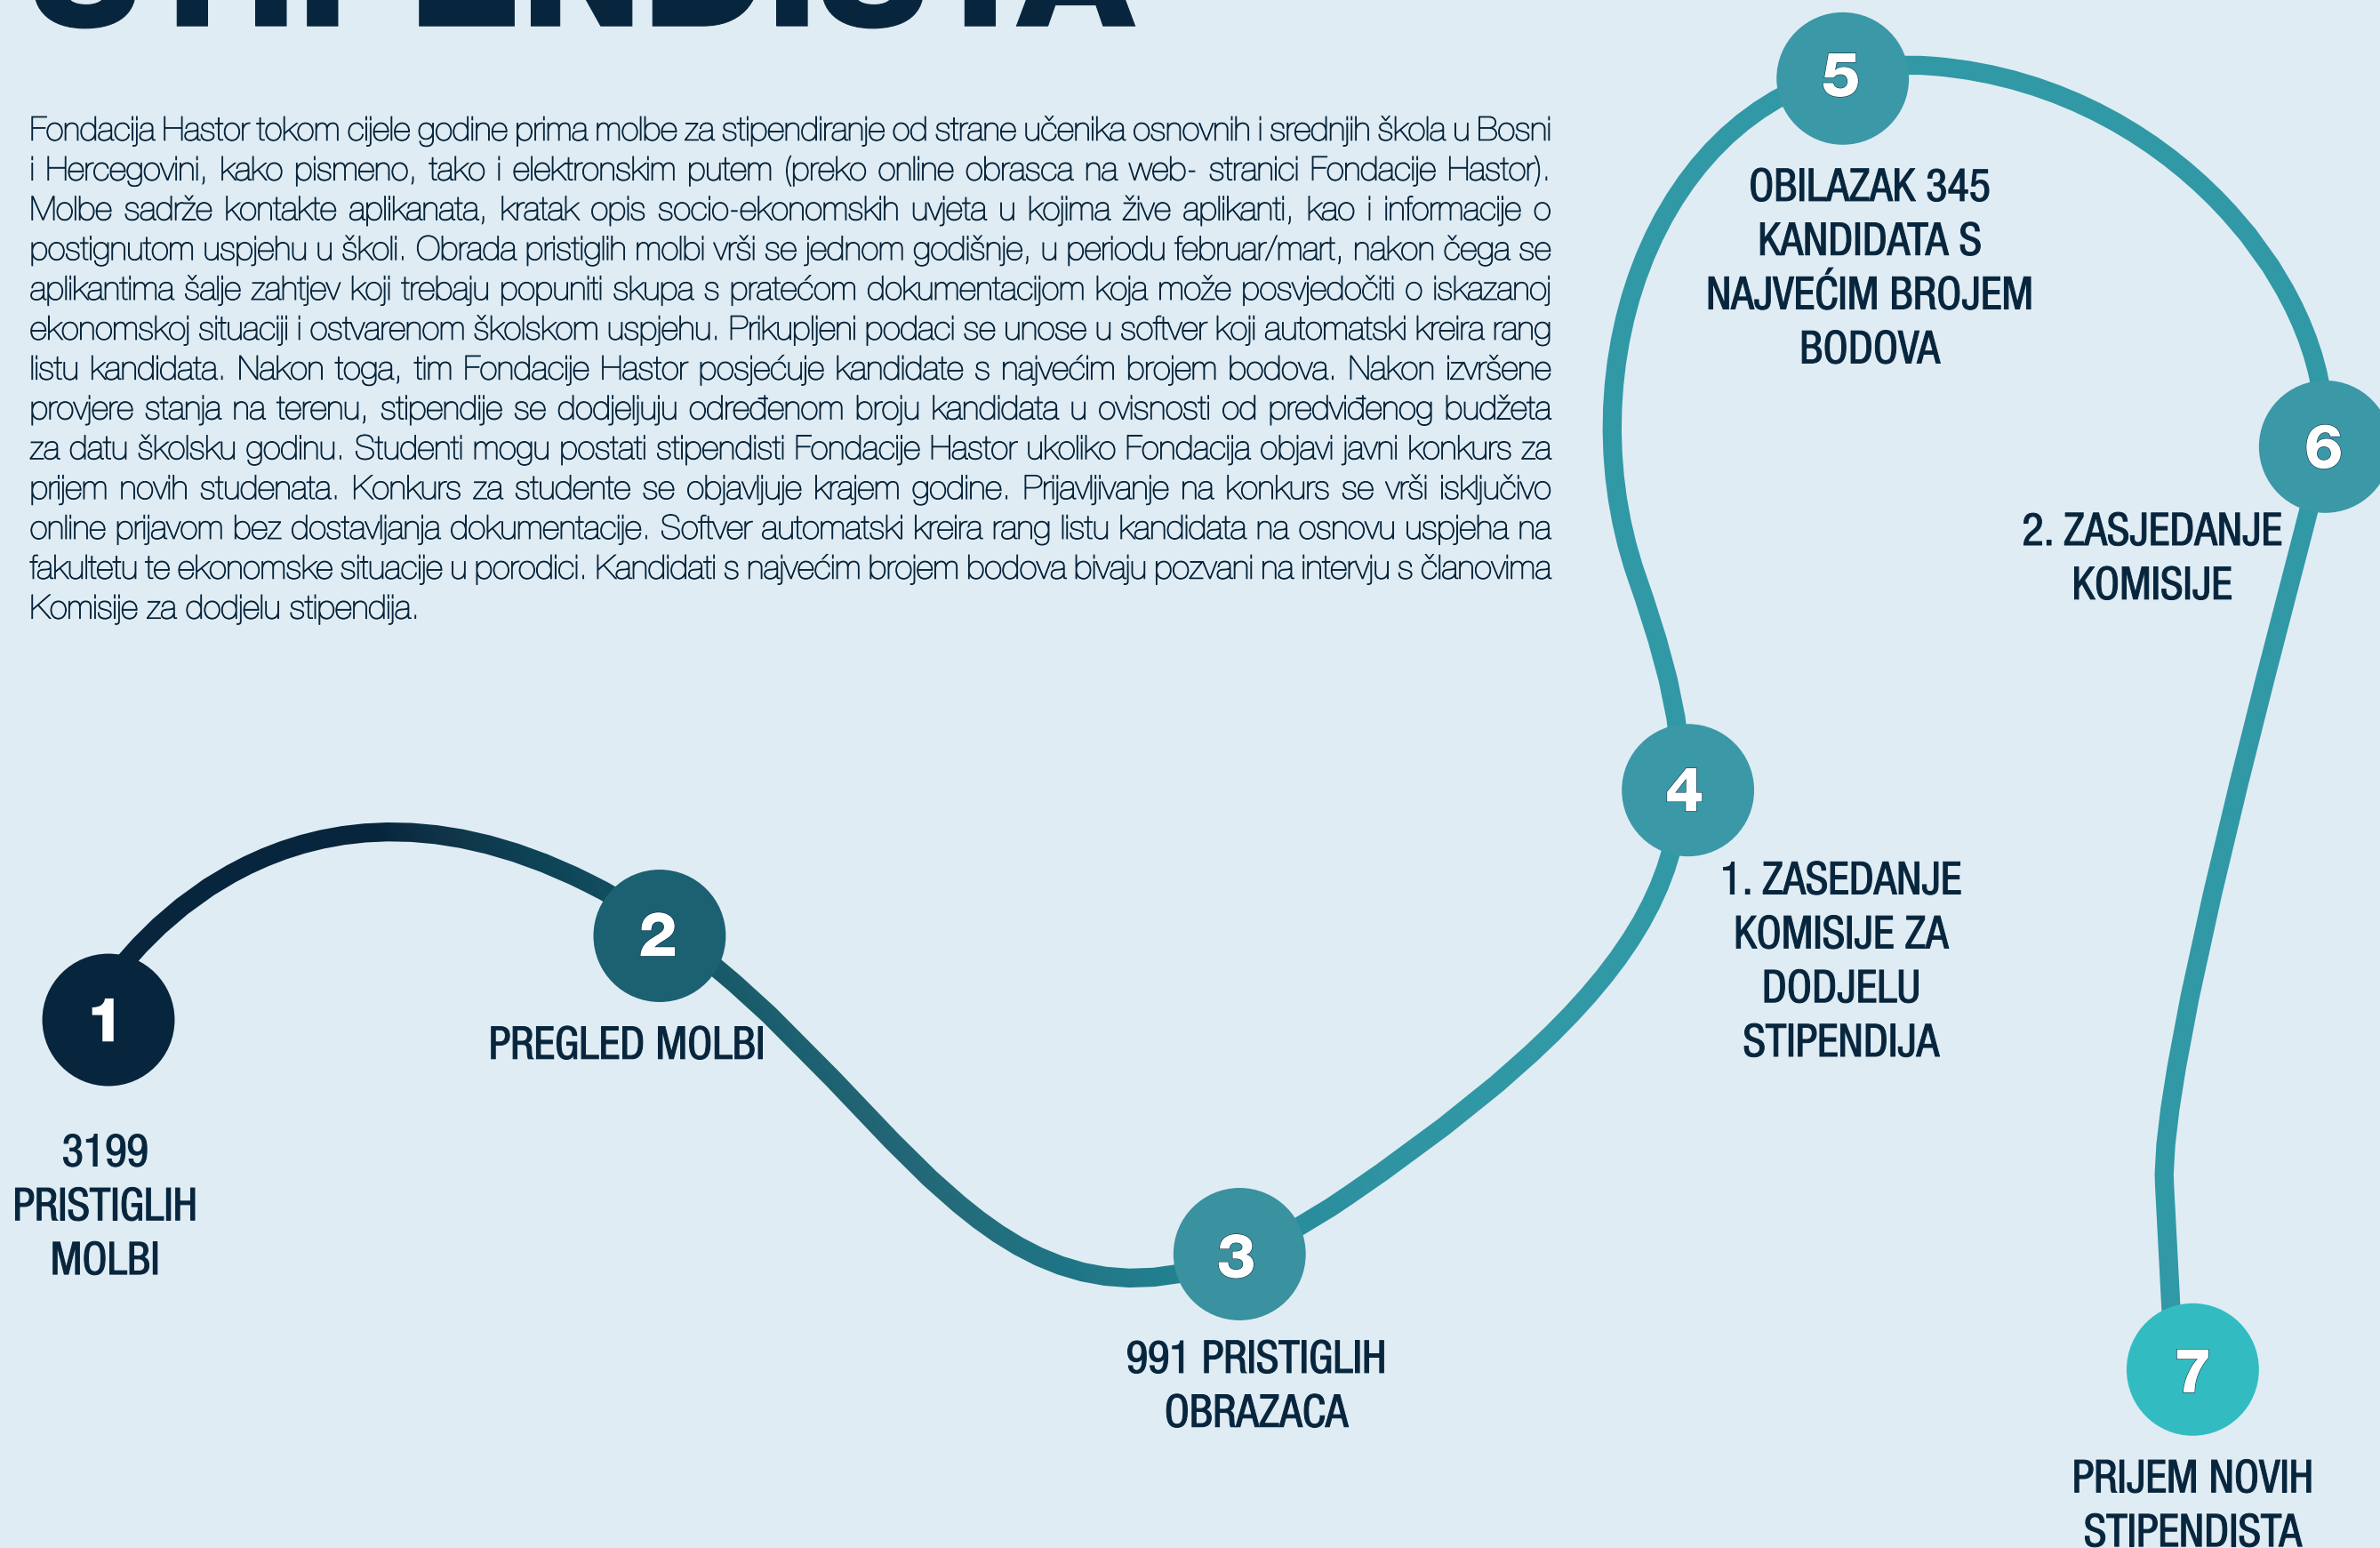 STIPENDISTA
Fondacija Hastor tokom cijele godine prima molbe za stipendiranje od strane učenika osnovnih i srednjih škola u Bosni
i Hercegovini, kako pismeno, tako i elektronskim putem (preko online obrasca na web- stranici Fondacije Hastor).
Molbe sadrže kontakte aplikanata, kratak opis socio-ekonomskih uvjeta u kojima žive aplikanti, kao i informacije o
postignutom uspjehu u školi. Obrada pristiglih molbi vrši se jednom godišnje, u periodu februar/mart, nakon čega se
aplikantima šalje zahtjev koji trebaju popuniti skupa s pratećom dokumentacijom koja može posvjedočiti o iskazanoj
ekonomskoj situaciji i ostvarenom školskom uspjehu. Prikupljeni podaci se unose u softver koji automatski kreira rang
listu kandidata. Nakon toga, tim Fondacije Hastor posjećuje kandidate s najvećim brojem bodova. Nakon izvršene
provjere stanja na terenu, stipendije se dodjeljuju određenom broju kandidata u ovisnosti od predviđenog budžeta
za datu školsku godinu. Studenti mogu postati stipendisti Fondacije Hastor ukoliko Fondacija objavi javni konkurs za
prijem novih studenata. Konkurs za studente se objavljuje krajem godine. Prijavljivanje na konkurs se vrši isključivo
online prijavom bez dostavljanja dokumentacije. Softver automatski kreira rang listu kandidata na osnovu uspjeha na
fakultetu te ekonomske situacije u porodici. Kandidati s najvećim brojem bodova bivaju pozvani na intervju s članovima
Komisije za dodjelu stipendija.
1
3199
PRISTIGLIH
MOLBI
2
PREGLED MOLBI
3
991 PRISTIGLIH
OBRAZACA
4
1. ZASEDANJE
KOMISIJE ZA
DODJELU
STIPENDIJA
5
OBILAZAK 345
KANDIDATA S
NAJVEĆIM BROJEM
BODOVA
6
2. ZASJEDANJE
KOMISIJE
7
PRIJEM NOVIH
STIPENDISTA